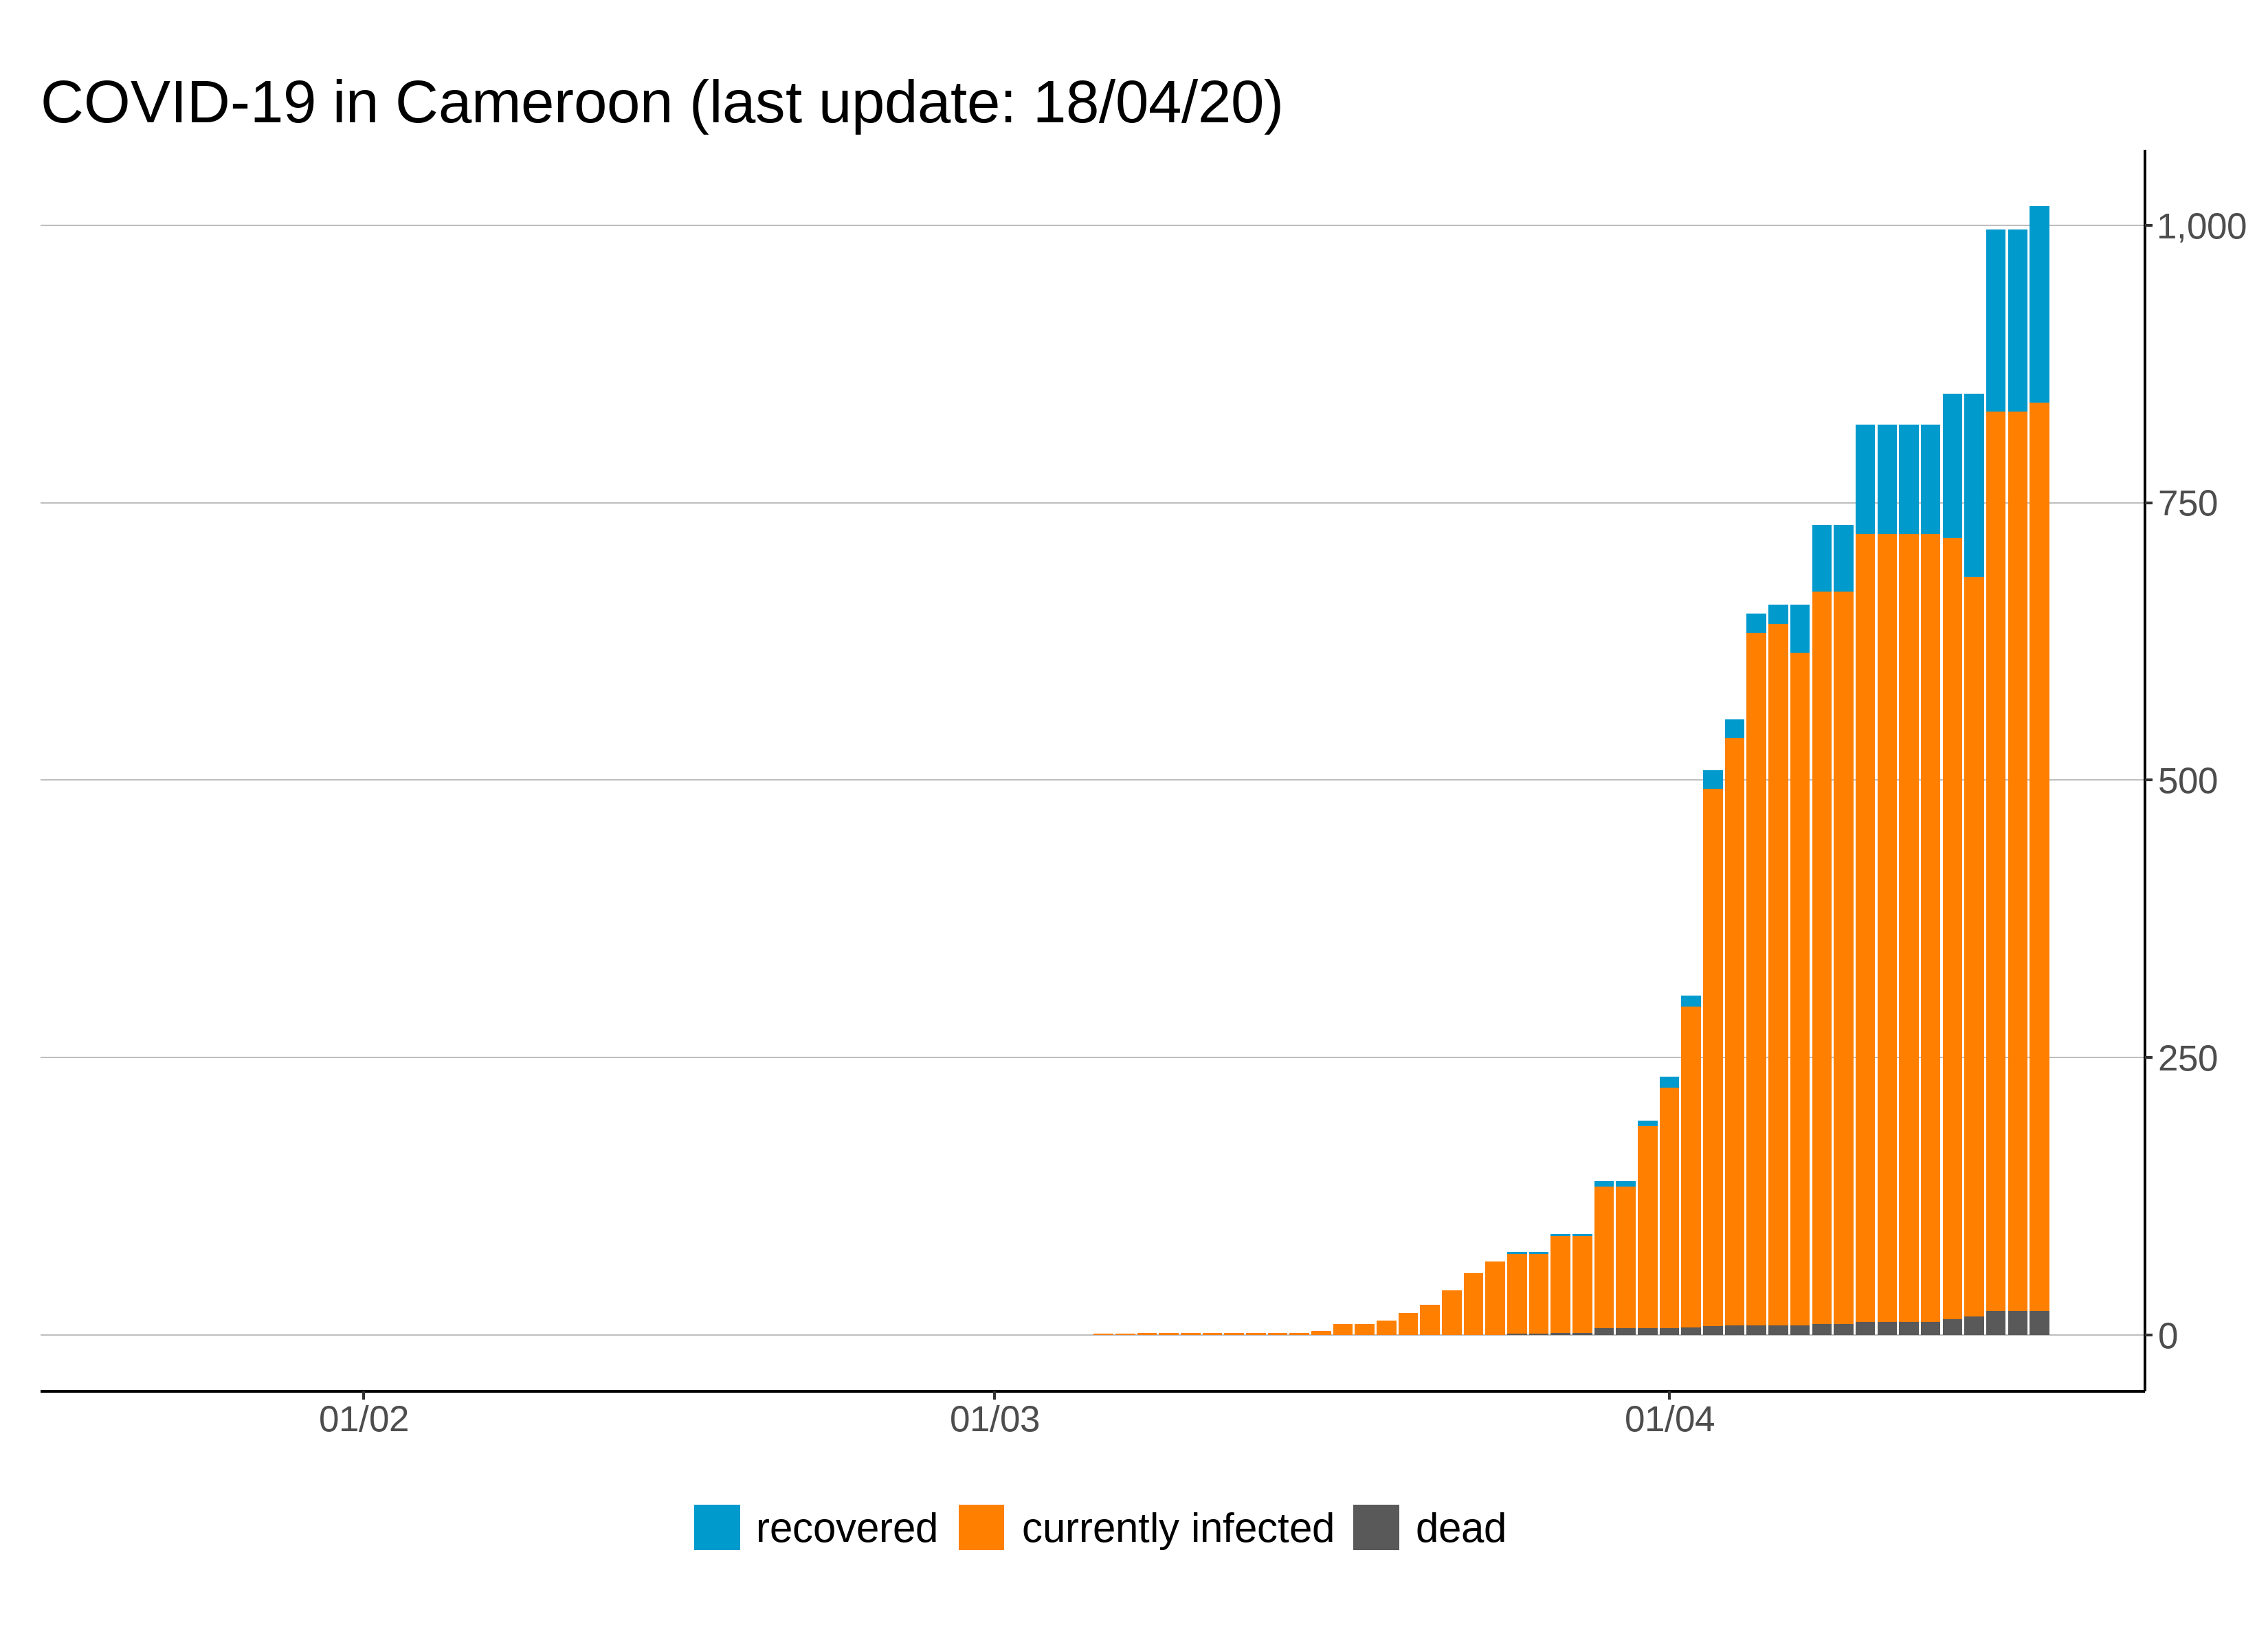 COVID-19 in Cameroon (last update: 18/04/20)
1,000
750
500
250
0
01/02 01/03 01/04
recovered currently infected dead